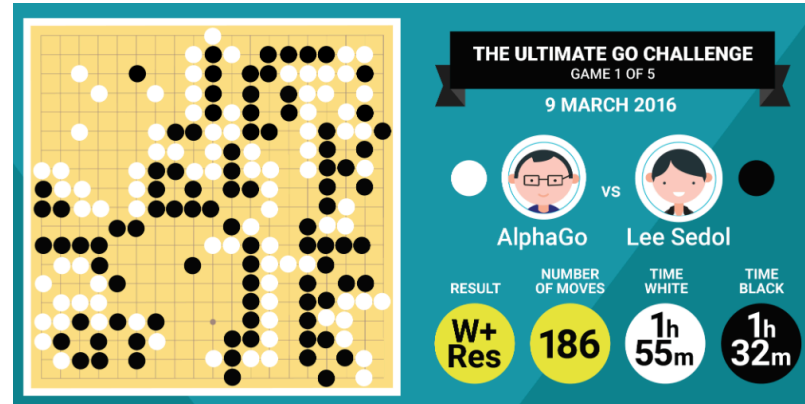 THE ULTIMATE GO CHALLENGE
GAME 1 OF 5
9 MARCH 2016
VS
AlphaGo
Lee Sedol
RESULT
W+
Res
NUMBER
OF MOVES
186
TIME
WHITE
1h
55m
TIME
BLACK
1h
32m